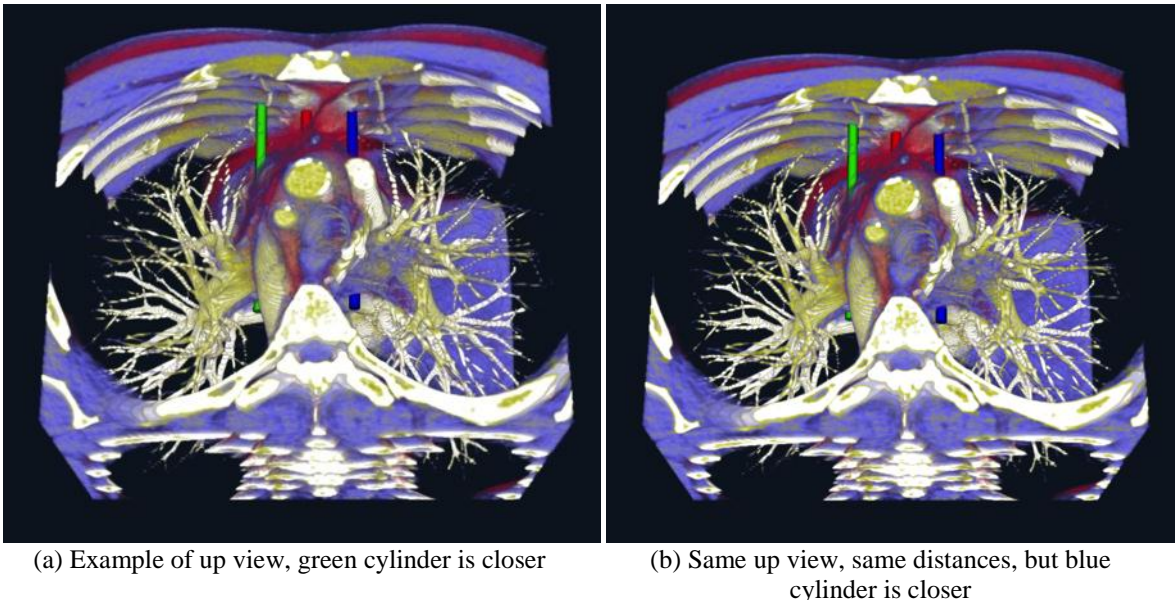 (a) Example of up view, green cylinder is closer
(b) Same up view, same distances, but blue
cylinder is closer